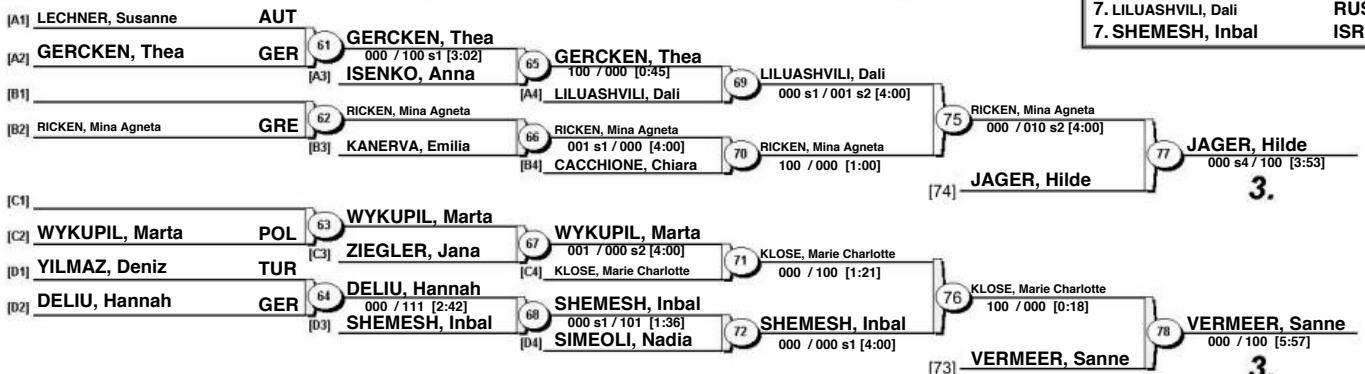 7. LILUASHVILI, Dali RUS
7. SHEMESH, Inbal ISR
[A1] LECHNER, Susanne AUT
[A2] GERCKEN, Thea GER
61
GERCKEN, Thea
000 / 100 s1 [3:02]
[A3] ISENKO, Anna
65
GERCKEN, Thea
100 / 000 [0:45]
[A4] LILUASHVILI, Dali
69
LILUASHVILI, Dali
000 s1 / 001 s2 [4:00]
[B1]
[B2] RICKEN, Mina Agneta GRE
62
RICKEN, Mina Agneta
[B3] KANERVA, Emilia
66
RICKEN, Mina Agneta
001 s1 / 000 [4:00]
[B4] CACCHIONE, Chiara
70
RICKEN, Mina Agneta
100 / 000 [1:00]
75
RICKEN, Mina Agneta
000 / 010 s2 [4:00]
[74] JAGER, Hilde
77
JAGER, Hilde
000 s4 / 100 [3:53]
3.
[C1]
[C2] WYKUPIL, Marta POL
63
WYKUPIL, Marta
[C3] ZIEGLER, Jana
67
WYKUPIL, Marta
001 / 000 s2 [4:00]
[C4] KLOSE, Marie Charlotte
71
KLOSE, Marie Charlotte
000 / 100 [1:21]
[D1] YILMAZ, Deniz TUR
[D2] DELIU, Hannah GER
64
DELIU, Hannah
000 / 111 [2:42]
[D3] SHEMESH, Inbal
68
SHEMESH, Inbal
000 s1 / 101 [1:36]
[D4] SIMEOLI, Nadia
72
SHEMESH, Inbal
000 / 000 s1 [4:00]
76
KLOSE, Marie Charlotte
100 / 000 [0:18]
[73] VERMEER, Sanne
78
VERMEER, Sanne
000 / 100 [5:57]
3.